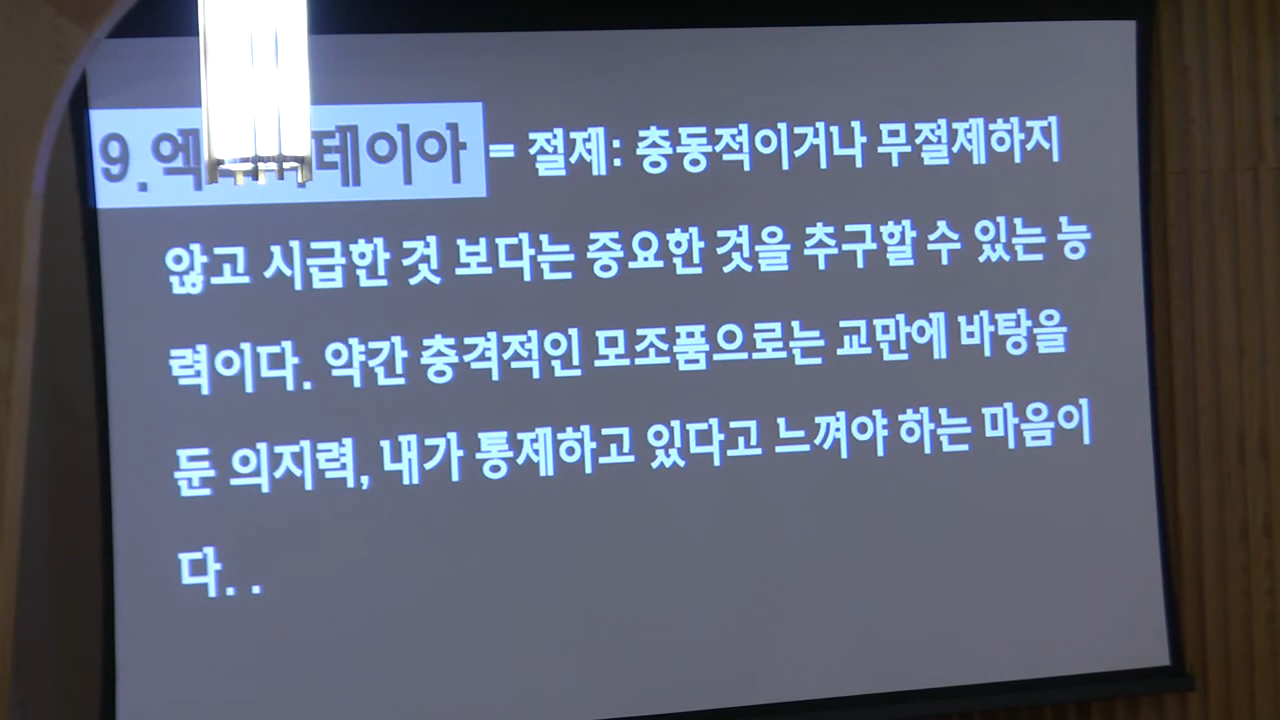 9. = 절제: 충동적이거나 무절제하지
않고 시급한 것 보다는 중요한 것을 추구할 수 있는 능
력이다. 약간 충격적인 모조품으로는 교만에 바탕을
둔 의지력, 내가 통제하고 있다고 느껴야 하는 마음이
다. .